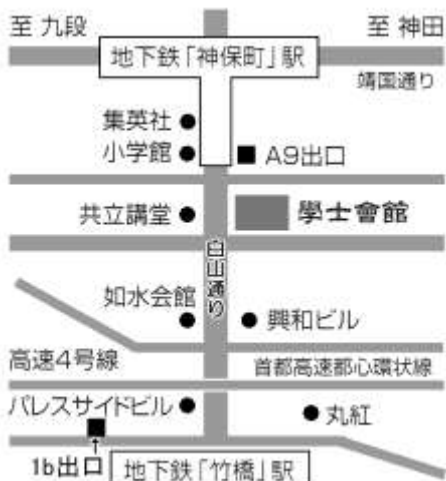 至 九段
至 神田
地下鉄「神保町」駅
靖国通り
集英社
小学館
A9出口
共立講堂
學士會館
白山通り
如水会館
興和ビル
高速4号線
首都高速都心環状線
パレスサイドビル
丸紅
1b出口
地下鉄「竹橋」駅